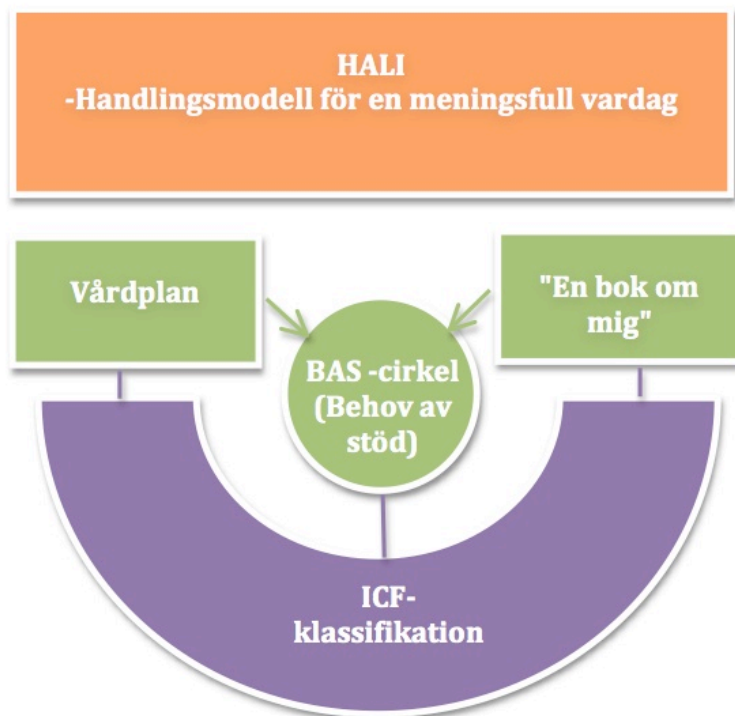 HALI
-Handlingsmodell för en meningsfull vardag
Vårdplan
"En bok om
mig"
BAS -cirkel
(Behov av
stöd)
ICF-
klassifikation